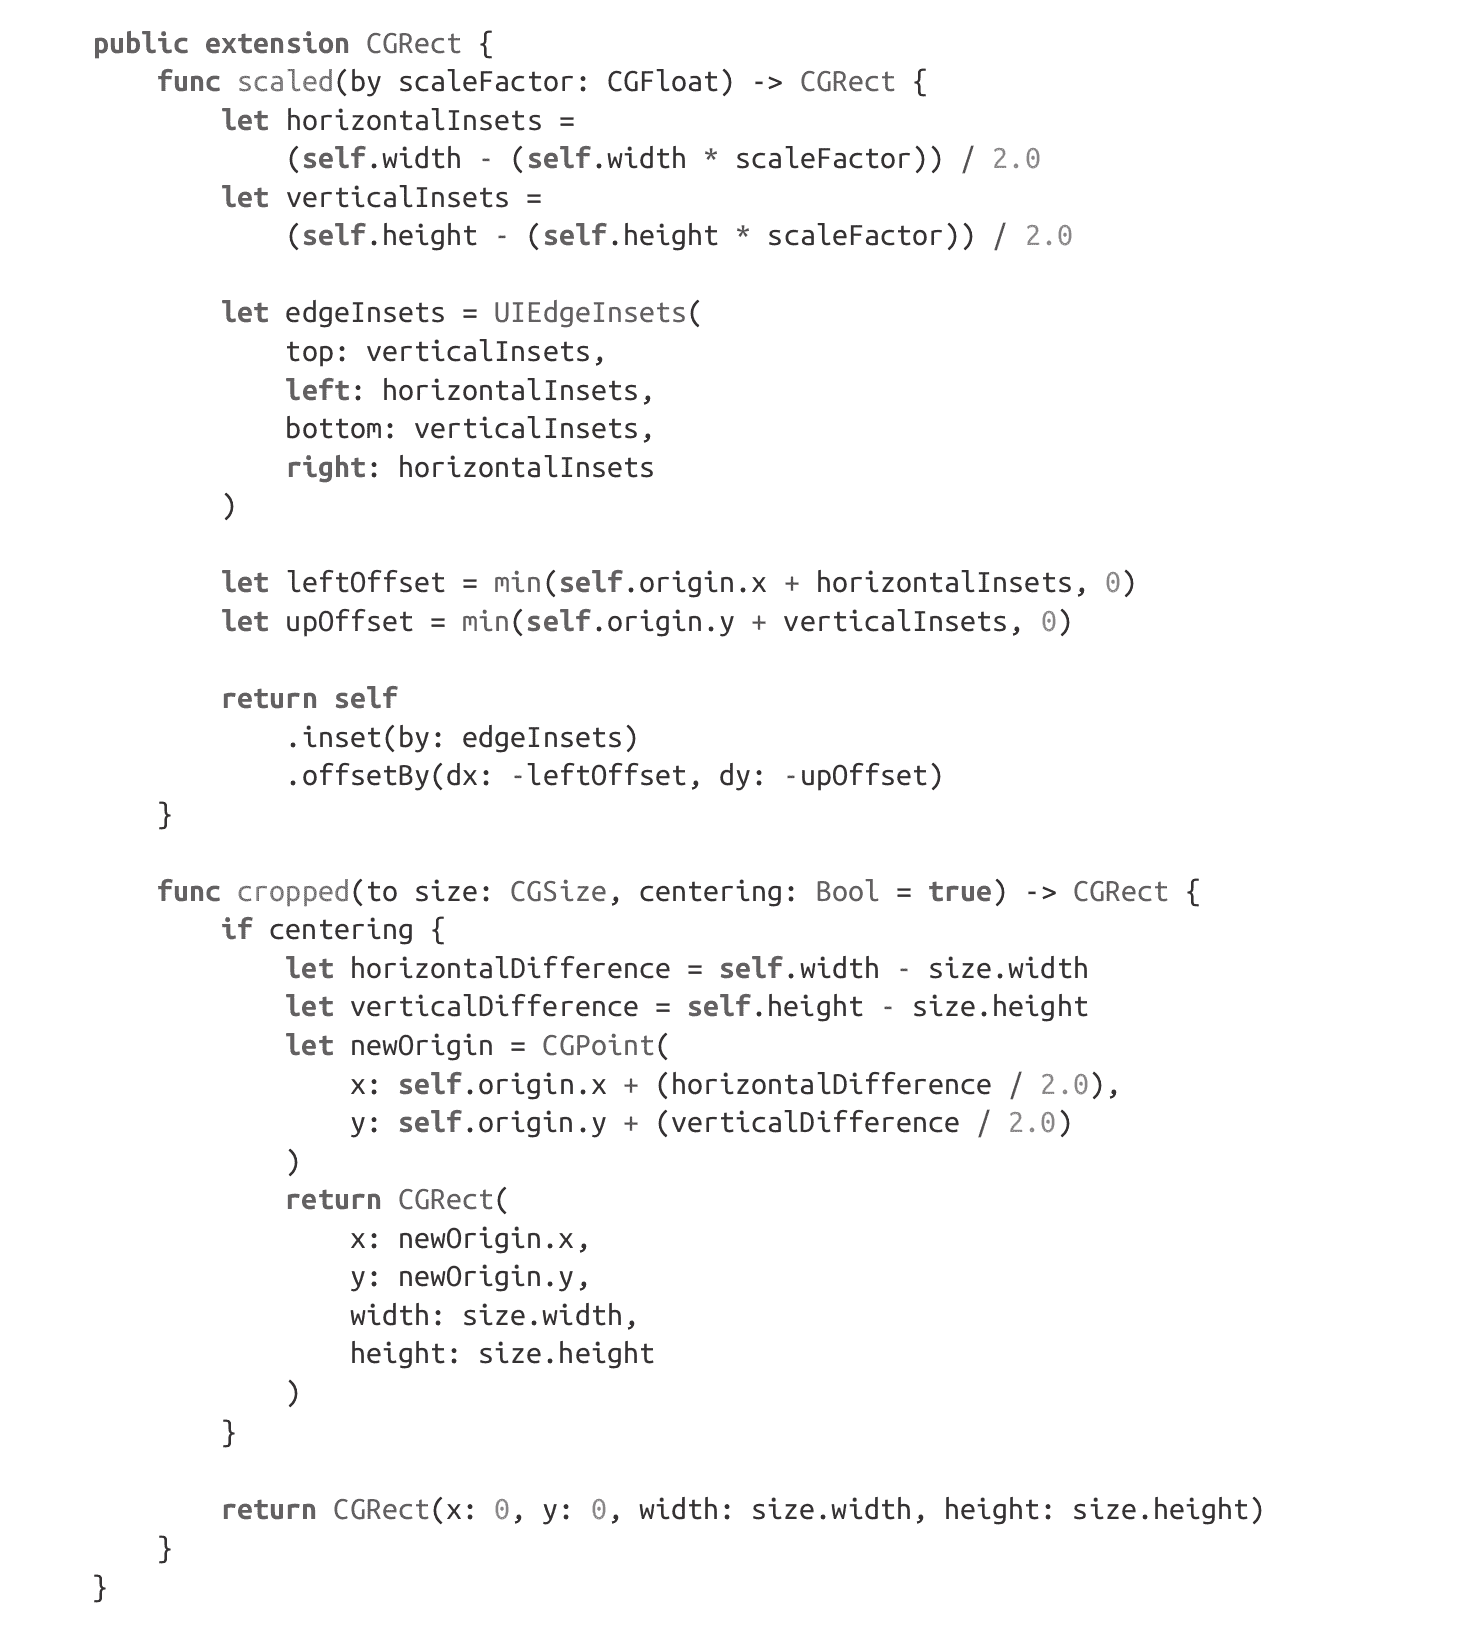 public extension CGRect {
    func scaled(by scaleFactor: CGFloat) -> CGRect {
        let horizontalInsets =
            (self.width - (self.width * scaleFactor)) / 2.0
        let verticalInsets =
            (self.height - (self.height * scaleFactor)) / 2.0

        let edgeInsets = UIEdgeInsets(
            top: verticalInsets,
            left: horizontalInsets,
            bottom: verticalInsets,
            right: horizontalInsets
        )

        let leftOffset = min(self.origin.x + horizontalInsets, 0)
        let upOffset = min(self.origin.y + verticalInsets, 0)

        return self
            .inset(by: edgeInsets)
            .offsetBy(dx: -leftOffset, dy: -upOffset)
    }

    func cropped(to size: CGSize, centering: Bool = true) -> CGRect {
        if centering {
            let horizontalDifference = self.width - size.width
            let verticalDifference = self.height - size.height
            let newOrigin = CGPoint(
                x: self.origin.x + (horizontalDifference / 2.0),
                y: self.origin.y + (verticalDifference / 2.0)
            )
            return CGRect(
                x: newOrigin.x,
                y: newOrigin.y,
                width: size.width,
                height: size.height
            )
        }

        return CGRect(x: 0, y: 0, width: size.width, height: size.height)
    }
}